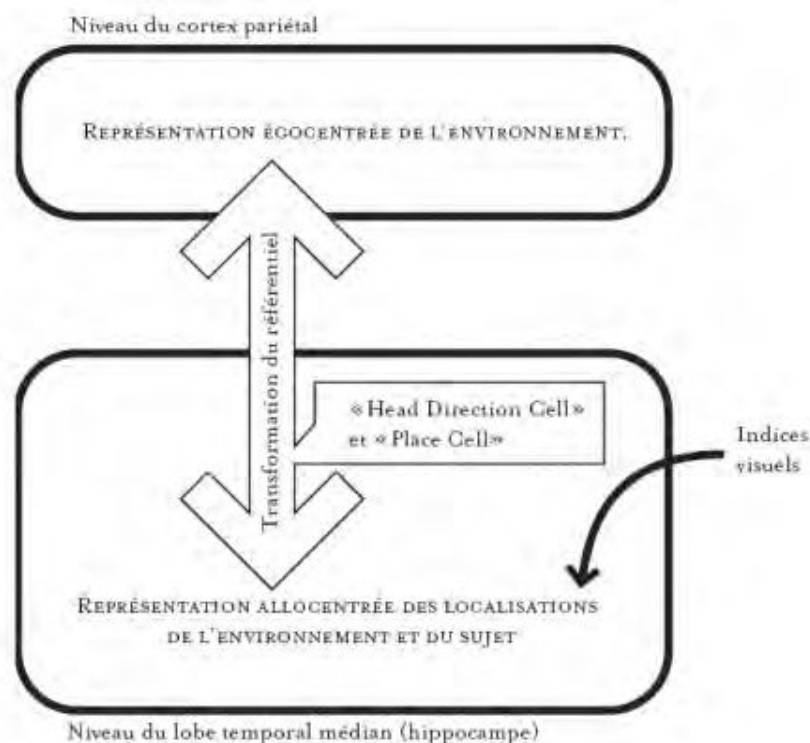 Niveau du cortex pariétal
REPRÉSENTATION ÉGOCENTRÉE DE L'ENVIRONNEMENT.
Transformation du référentiel
«Head Direction Cell»
et «Place Cell»
Indices
visuels
REPRÉSENTATION ALLOCENTRÉE DES LOCALISATIONS
DE L'ENVIRONNEMENT ET DU SUJET
Niveau du lobe temporal médian (hippocampe)